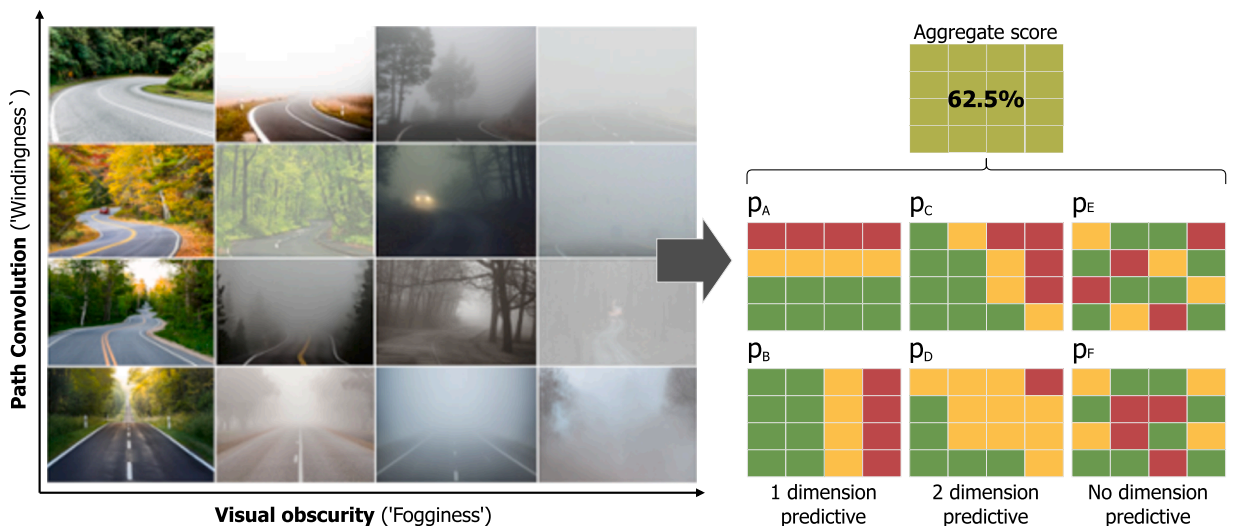 Aggregate score
62.5%
Path Convolution ('Windingness`)
pA
pC
pE
pB
pD
pF
1 dimension
predictive
2 dimension
predictive
No dimension
predictive
Visual obscurity ('Fogginess')